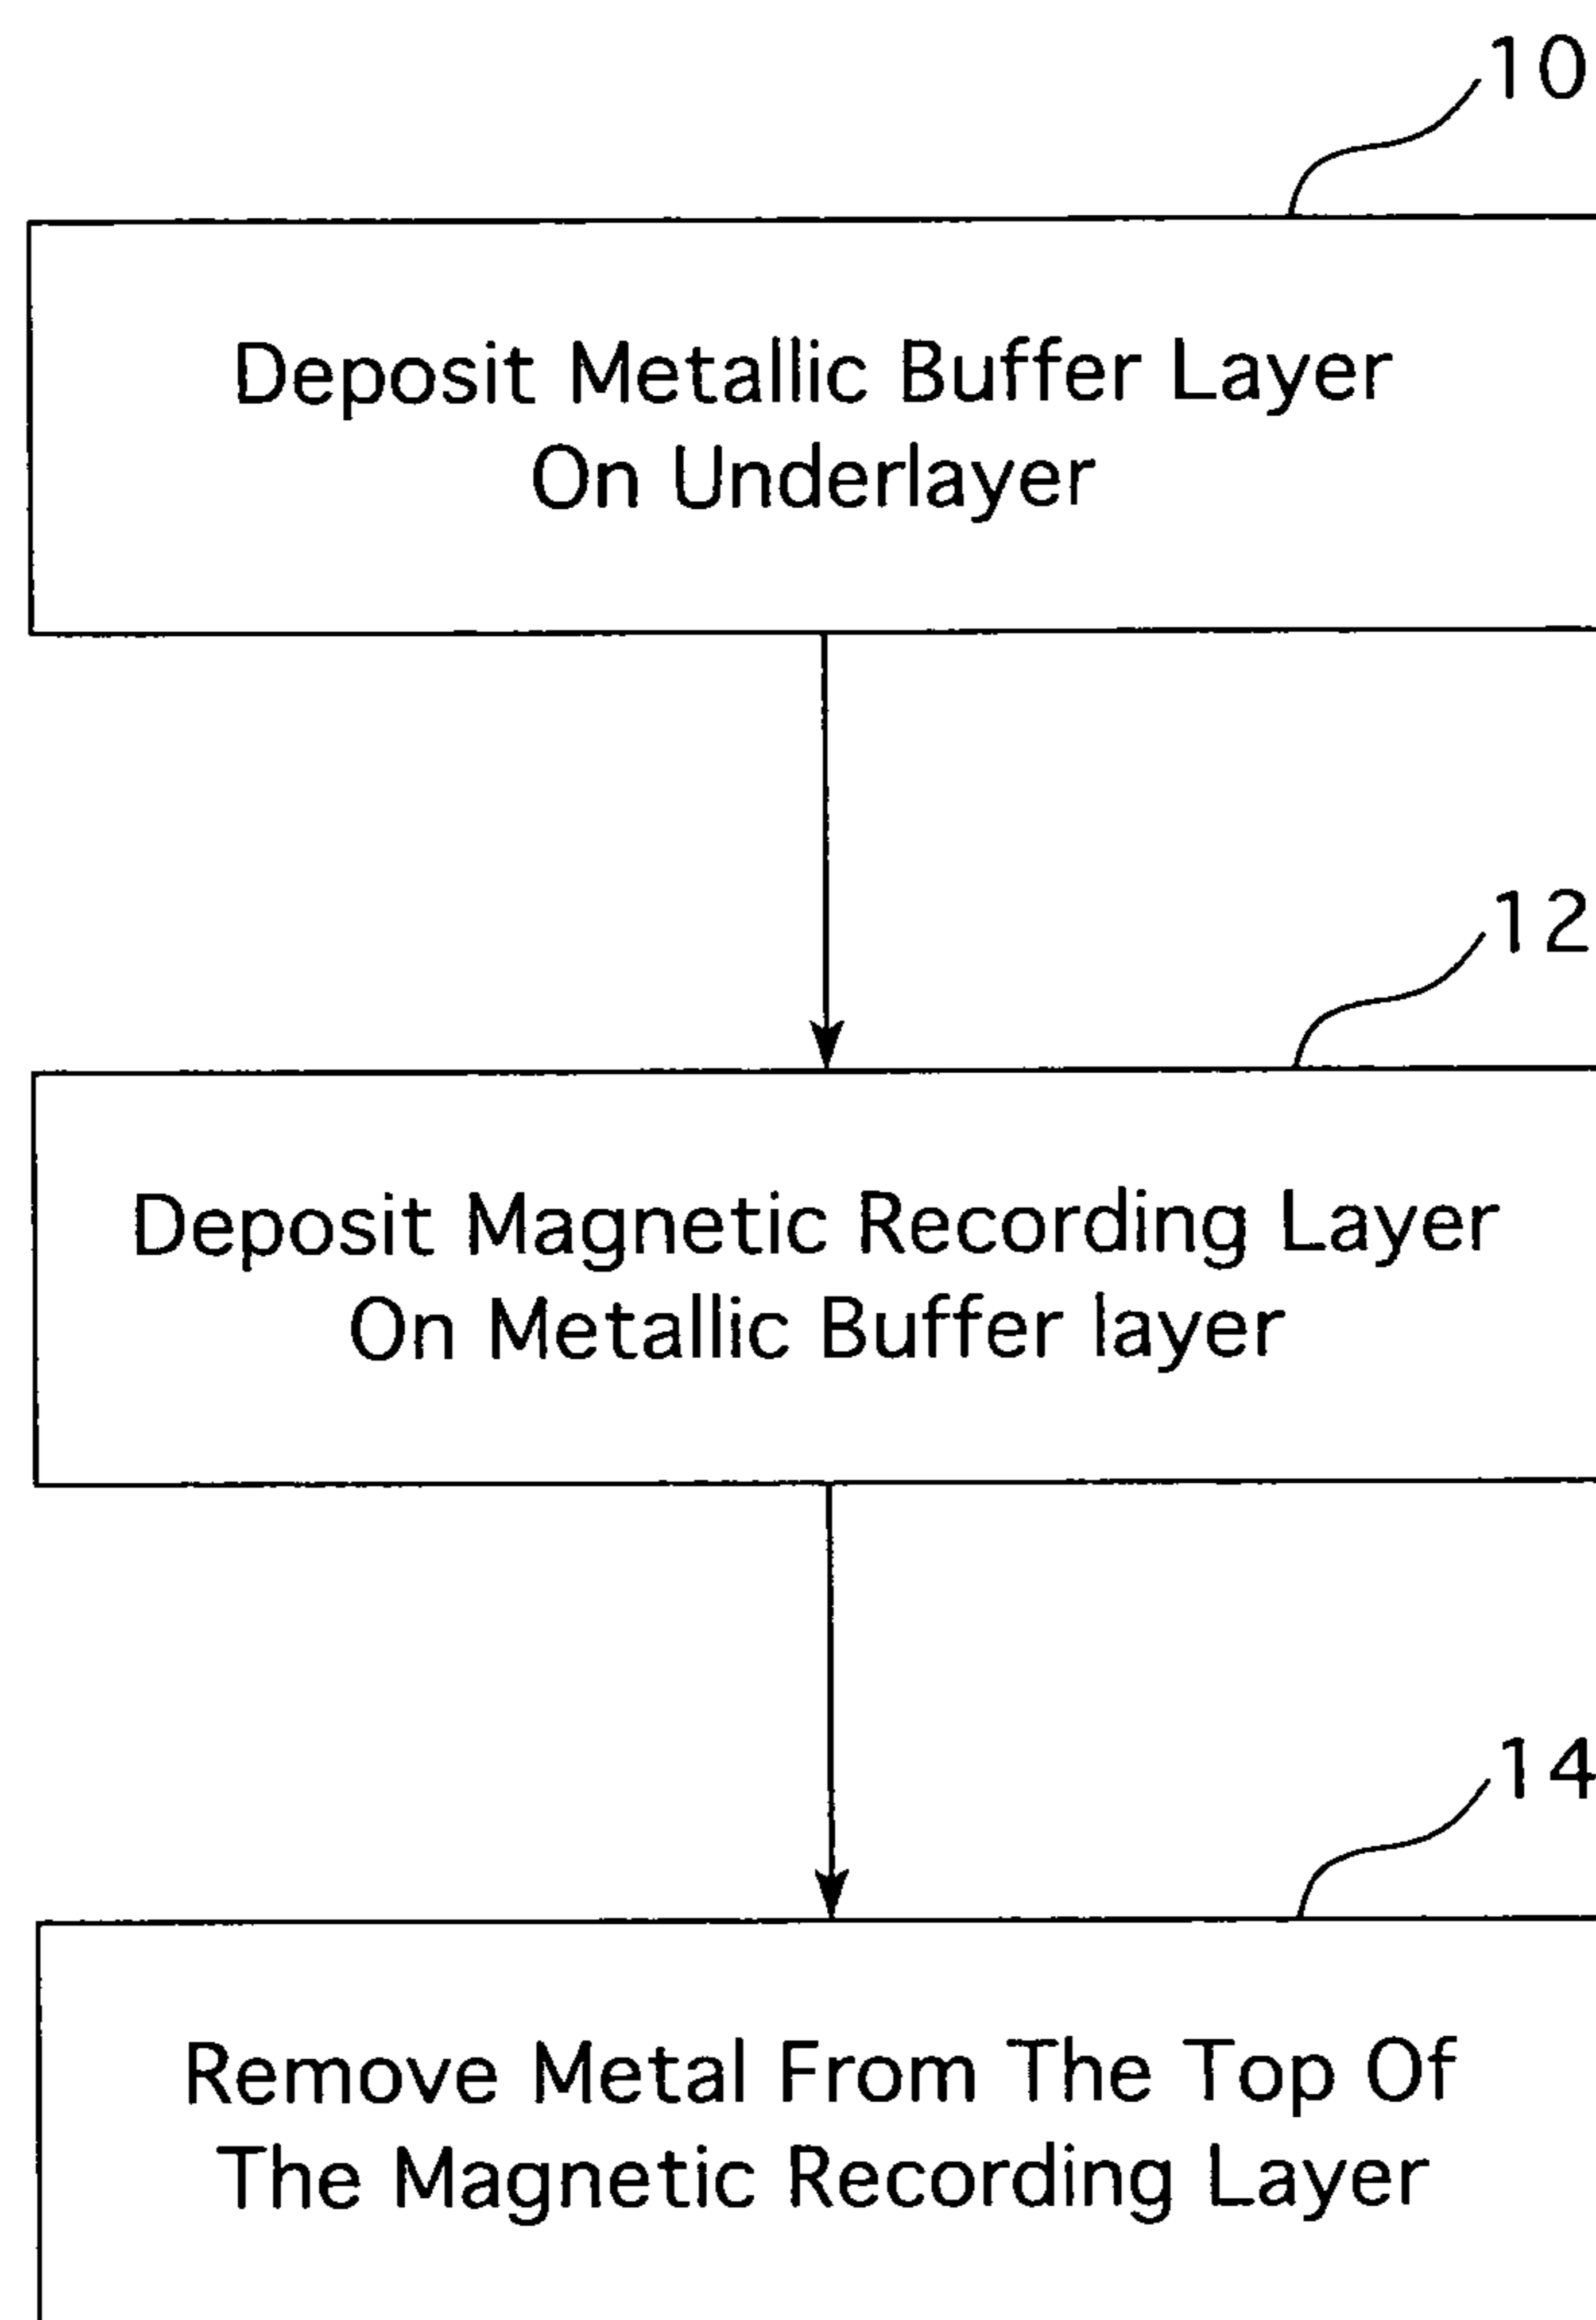 10
Deposit Metallic Buffer Layer
On Underlayer
12
Deposit Magnetic Recording Layer
On Metallic Buffer layer
14
Remove Metal From The Top Of
The Magnetic Recording Layer